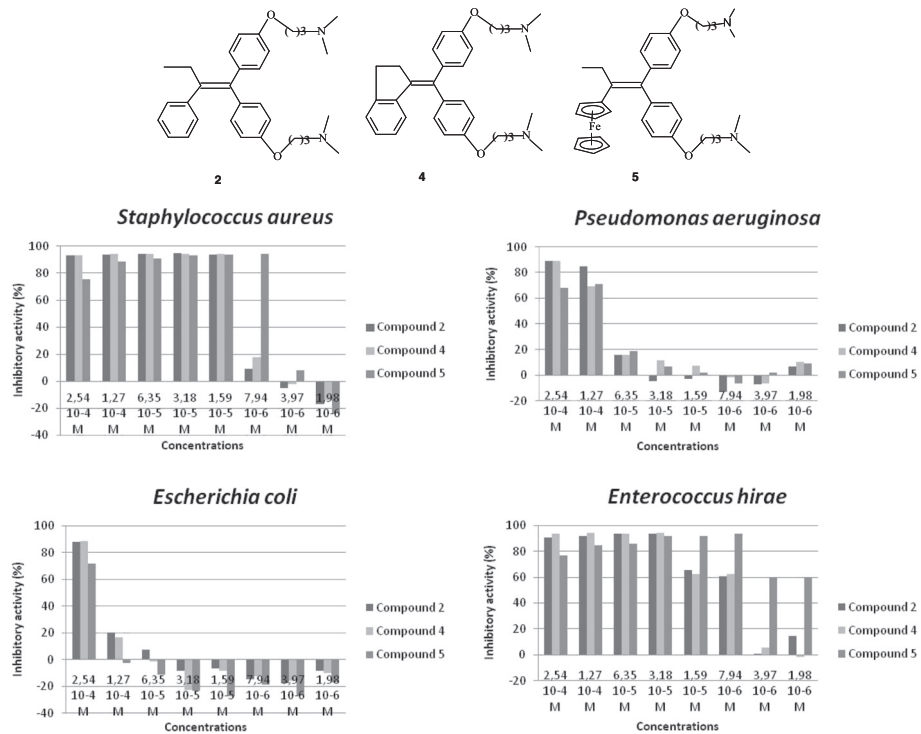 O
( )3
N
O
( )3
N
2
O
( )3
N
O
( )3
N
4
O
( )3
N
Fe
O
( )3
N
5
Staphylococcus aureus
Inhibitory activity (%)
100
80
60
40
20
0
-20
-40
2,54 1,27 6,35 3,18 1,59 7,94 3,97 1,98
10-4 10-4 10-5 10-5 10-5 10-6 10-6 10-6
M M M M M M M M
Concentrations
Compound 2
Compound 4
Compound 5
Pseudomonas aeruginosa
Inhibitory activity (%)
100
80
60
40
20
0
-20
2,54 1,27 6,35 3,18 1,59 7,94 3,97 1,98
10-4 10-4 10-5 10-5 10-5 10-6 10-6 10-6
M M M M M M M M
Concentrations
Compound 2
Compound 4
Compound 5
Escherichia coli
Inhibitory activity (%)
100
80
60
40
20
0
-20
-40
2,54 1,27 6,35 3,18 1,59 7,94 3,97 1,98
10-4 10-4 10-5 10-5 10-5 10-6 10-6 10-6
M M M M M M M M
Concentrations
Compound 2
Compound 4
Compound 5
Enterococcus hirae
Inhibitory activity (%)
100
80
60
40
20
0
-20
2,54 1,27 6,35 3,18 1,59 7,94 3,97 1,98
10-4 10-4 10-5 10-5 10-5 10-6 10-6 10-6
M M M M M M M M
Concentrations
Compound 2
Compound 4
Compound 5